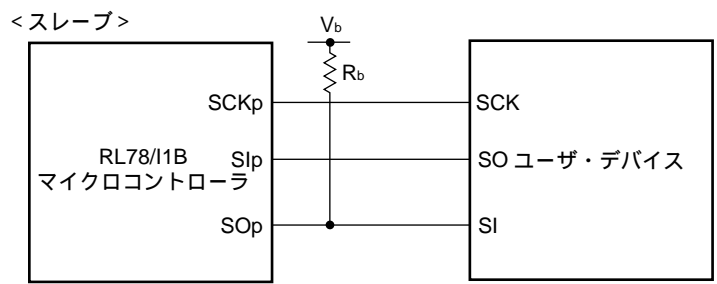 <スレーブ>
Vb
Rb
SCKp
SCK
RL78/I1B
マイクロコントローラ
SIp
SO ユーザ・デバイス
SOp
SI